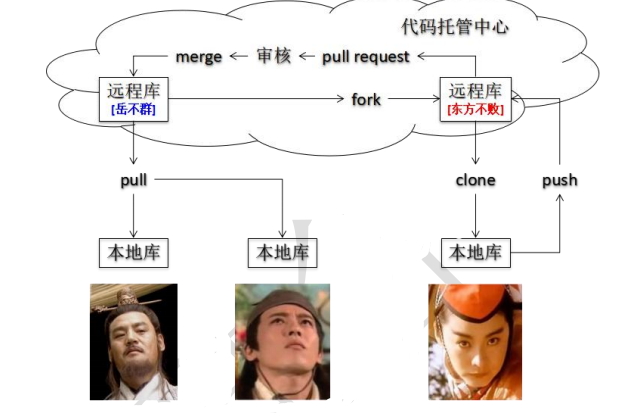 代码托管中心
merge
审核
pull request
远程库
[岳不群]
fork
远程库
[东方不败]
pull
clone
push
本地库
本地库
本地库